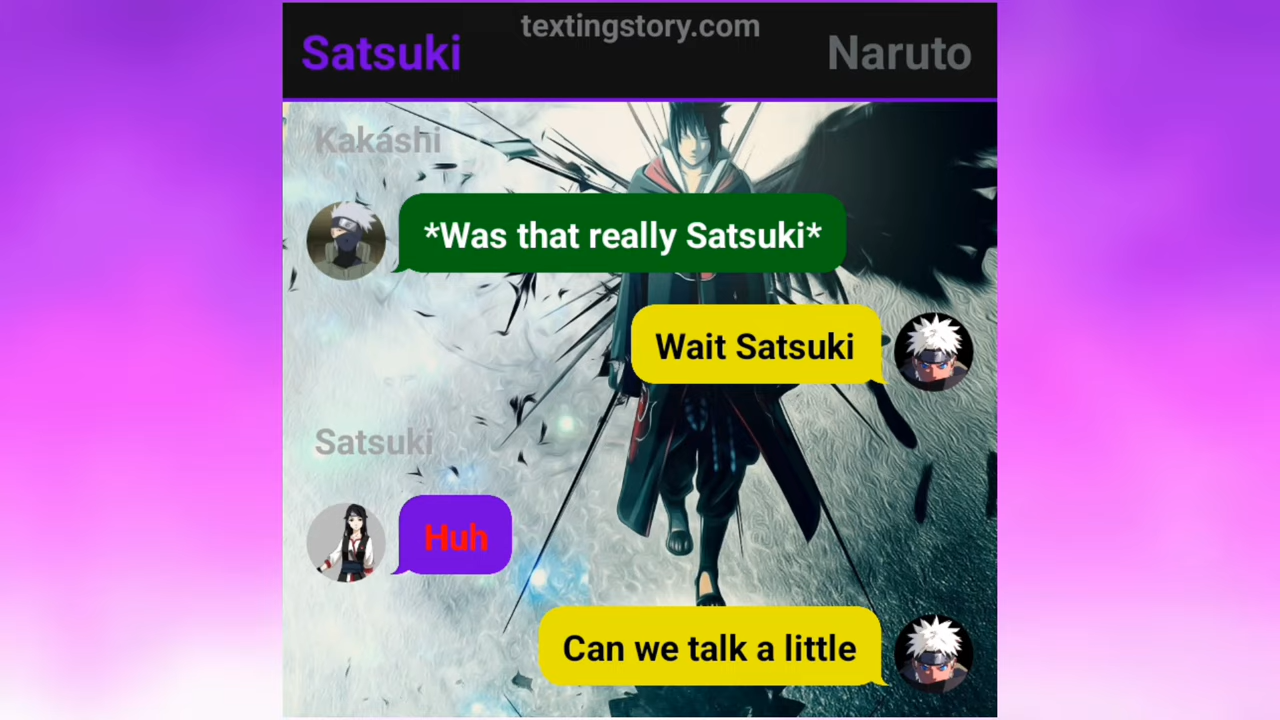 textingstory.com
Satsuki
Naruto
Kakashi
*Was that really Satsuki*
Wait Satsuki
Satsuki
Huh
Can we talk a little